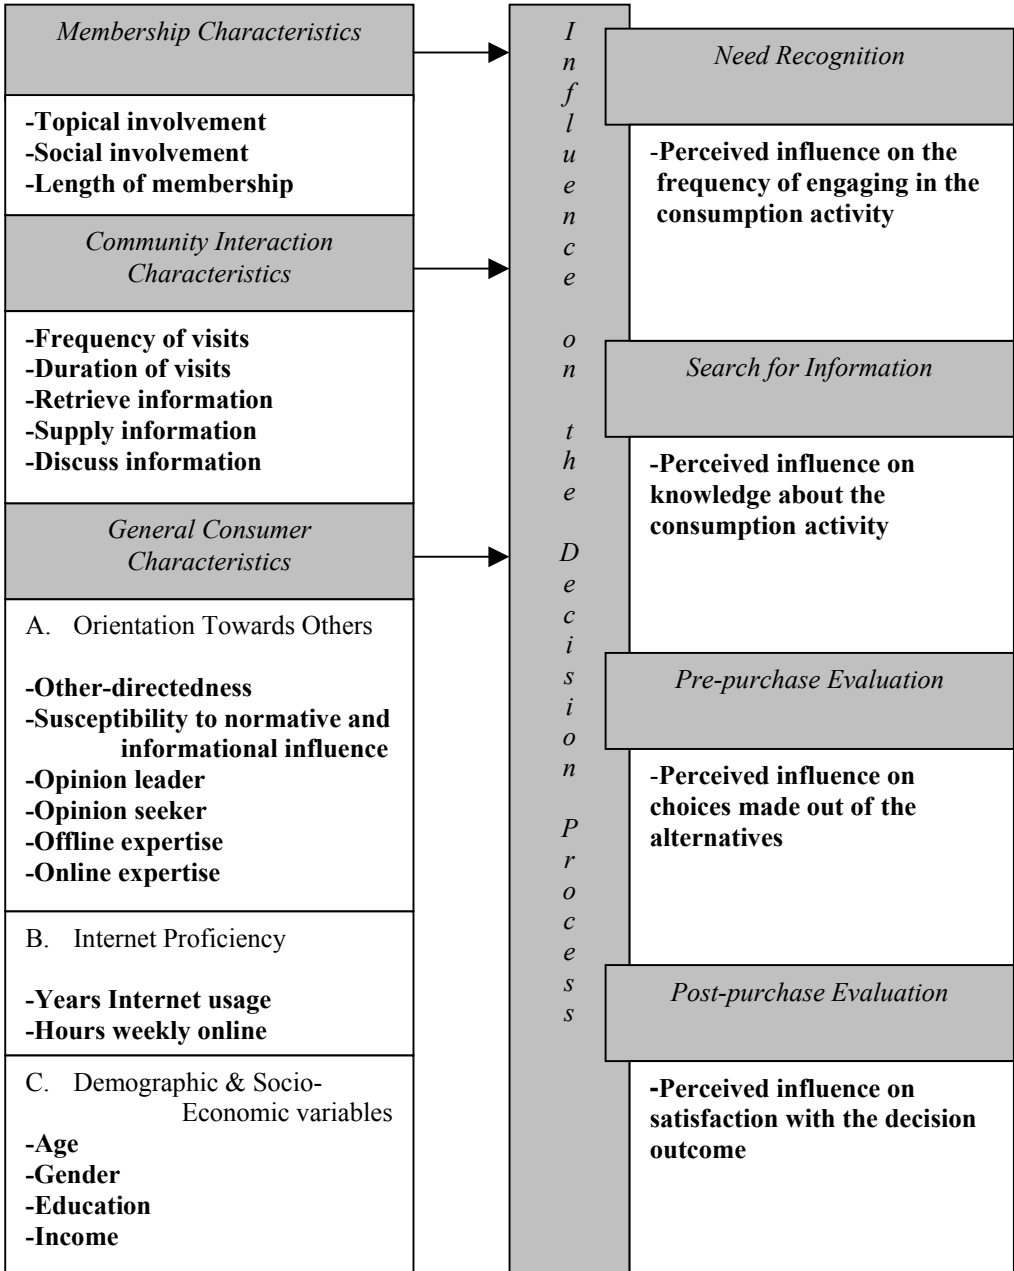 Membership Characteristics
-Topical involvement
-Social involvement
-Length of membership
Community Interaction
Characteristics
-Frequency of visits
-Duration of visits
-Retrieve information
-Supply information
-Discuss information
General Consumer
Characteristics
A. Orientation Towards Others
-Other-directedness
-Susceptibility to normative and
informational influence
-Opinion leader
-Opinion seeker
-Offline expertise
-Online expertise
B. Internet Proficiency
-Years Internet usage
-Hours weekly online
C. Demographic & Socio-
Economic variables
-Age
-Gender
-Education
-Income
Influence on the Decision Process
Need Recognition
-Perceived influence on the
frequency of engaging in the
consumption activity
Search for Information
-Perceived influence on
knowledge about the
consumption activity
Pre-purchase Evaluation
-Perceived influence on
choices made out of the
alternatives
Post-purchase Evaluation
-Perceived influence on
satisfaction with the decision
outcome